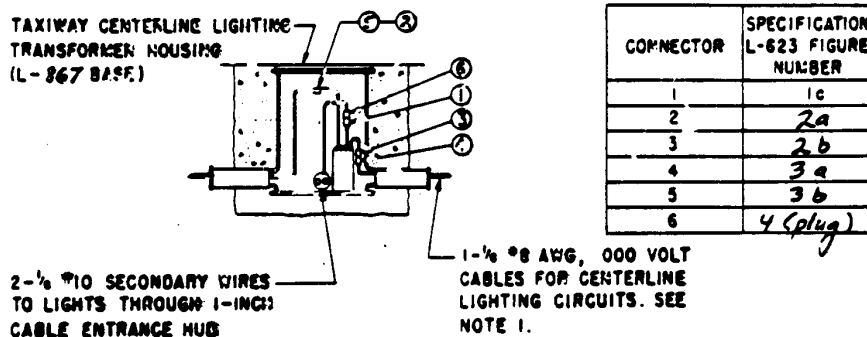 TAXIWAY CENTERLINE LIGHTING
TRANSFORMER HOUSING
(L-867 BASE)
5 2
6
1
3
2-1/c #10 SECONDARY WIRES
TO LIGHTS THROUGH 1-INCH
CABLE ENTRANCE HUB
1-1/c #8 AWG, 000 VOLT
CABLES FOR CENTERLINE
LIGHTING CIRCUITS. SEE
NOTE 1.
CONNECTOR SPECIFICATION L-623 FIGURE NUMBER
1 1c
2 2a
3 2b
4 3a
5 3b
6 4 (plug)